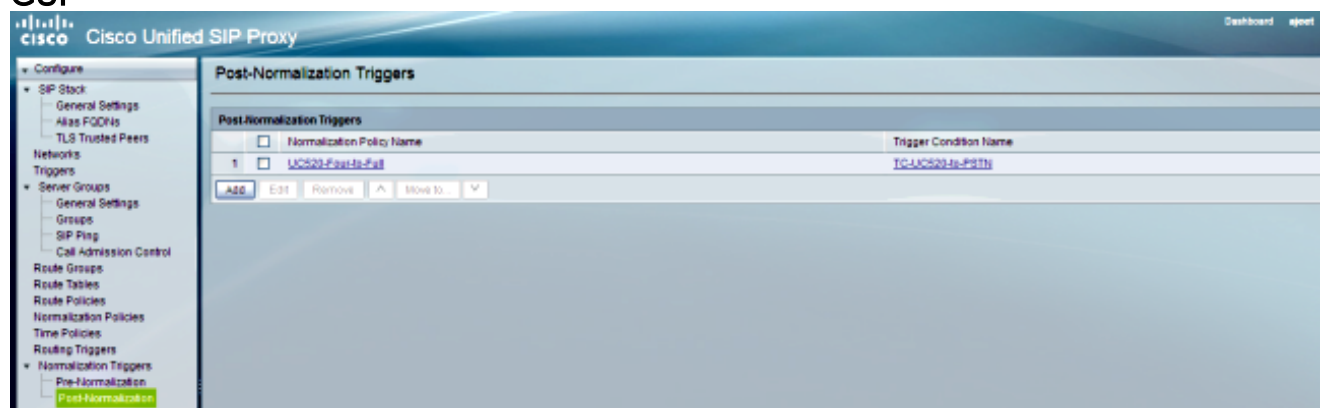 GUI
Dashboard ajeet
CISCO Cisco Unified SIP Proxy
Configure
SIP Stack
General Settings
Alias FQDNs
TLS Trusted Peers
Networks
Triggers
Server Groups
General Settings
Groups
SIP Ping
Call Admission Control
Route Groups
Route Tables
Route Policies
Normalization Policies
Time Policies
Routing Triggers
Normalization Triggers
Pre-Normalization
Post-Normalization
Post-Normalization Triggers
Post-Normalization Triggers
Normalization Policy Name Trigger Condition Name
1 UC520-Four-to-Full TC-UC520-to-PSTN
Add Edit Remove Move to...